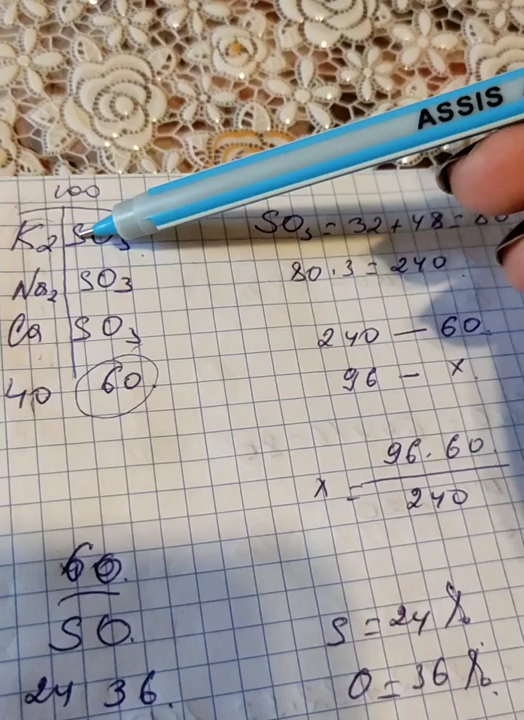 ASSIS
100
K2 SO3
Na2 SO3
Ca SO3
40 60
60
SO
24 36
SO3 = 32 + 48 = 80
80 · 3 = 240
240 — 60
96 — x
x = 96 · 60 / 240
S = 24 %
O = 36 %